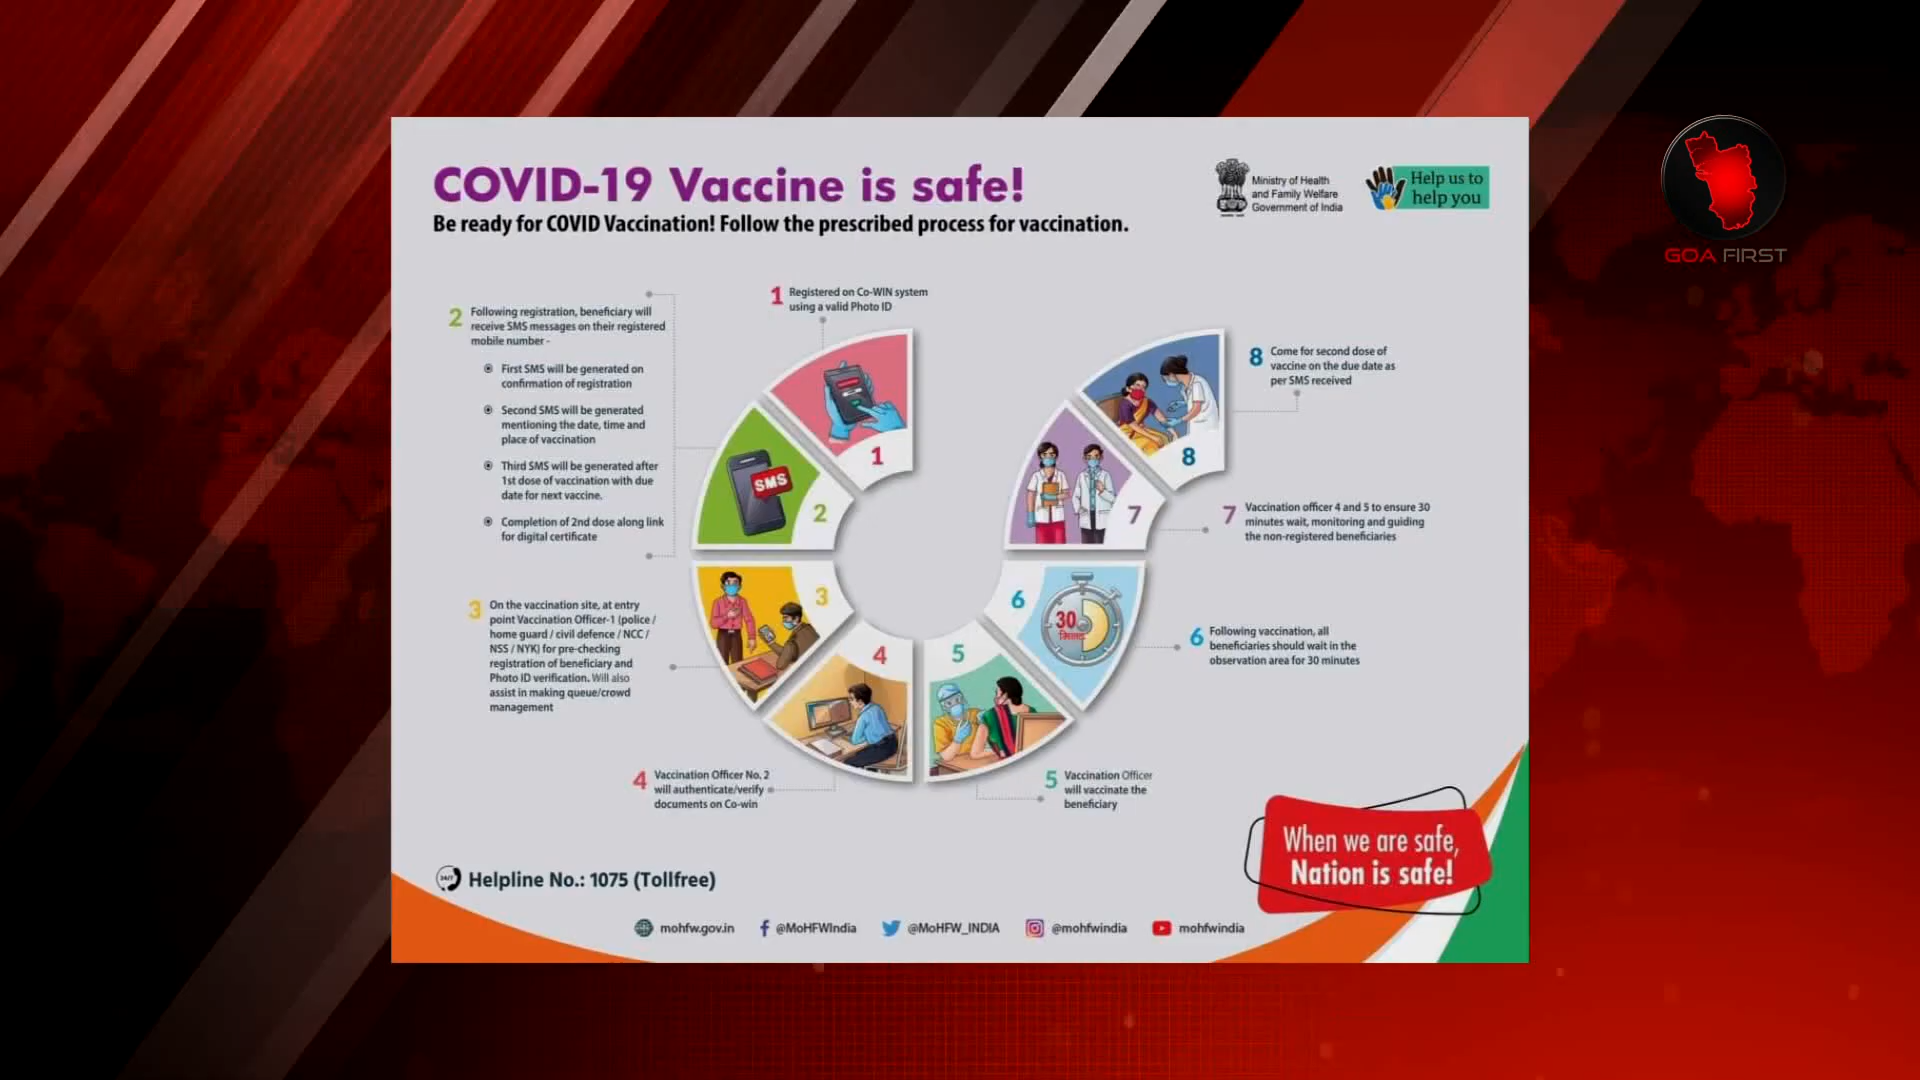 COVID-19 Vaccine is safe!
Be ready for COVID Vaccination! Follow the prescribed process for vaccination.
Ministry of Health
and Family Welfare
Government of India
Help us to
help you
GOA FIRST
1 Registered on Co-WIN system
using a valid Photo ID
2 Following registration, beneficiary will
receive SMS messages on their registered
mobile number -
First SMS will be generated on
confirmation of registration
Second SMS will be generated
mentioning the date, time and
place of vaccination
Third SMS will be generated after
1st dose of vaccination with due
date for next vaccine.
Completion of 2nd dose along link
for digital certificate
3 On the vaccination site, at entry
point Vaccination Officer-1 (police /
home guard / civil defence / NCC /
NSS / NYK) for pre-checking
registration of beneficiary and
Photo ID verification. Will also
assist in making queue/crowd
management
4 Vaccination Officer No. 2
will authenticate/verify
documents on Co-win
5 Vaccination Officer
will vaccinate the
beneficiary
6 Following vaccination, all
beneficiaries should wait in the
observation area for 30 minutes
7 Vaccination officer 4 and 5 to ensure 30
minutes wait, monitoring and guiding
the non-registered beneficiaries
8 Come for second dose of
vaccine on the due date as
per SMS received
1
SMS
2
3
4
5
6
30
मिनट
7
8
24/7
Helpline No.: 1075 (Tollfree)
When we are safe,
Nation is safe!
mohfw.gov.in @MoHFWIndia @MoHFW_INDIA @mohfwindia mohfwindia